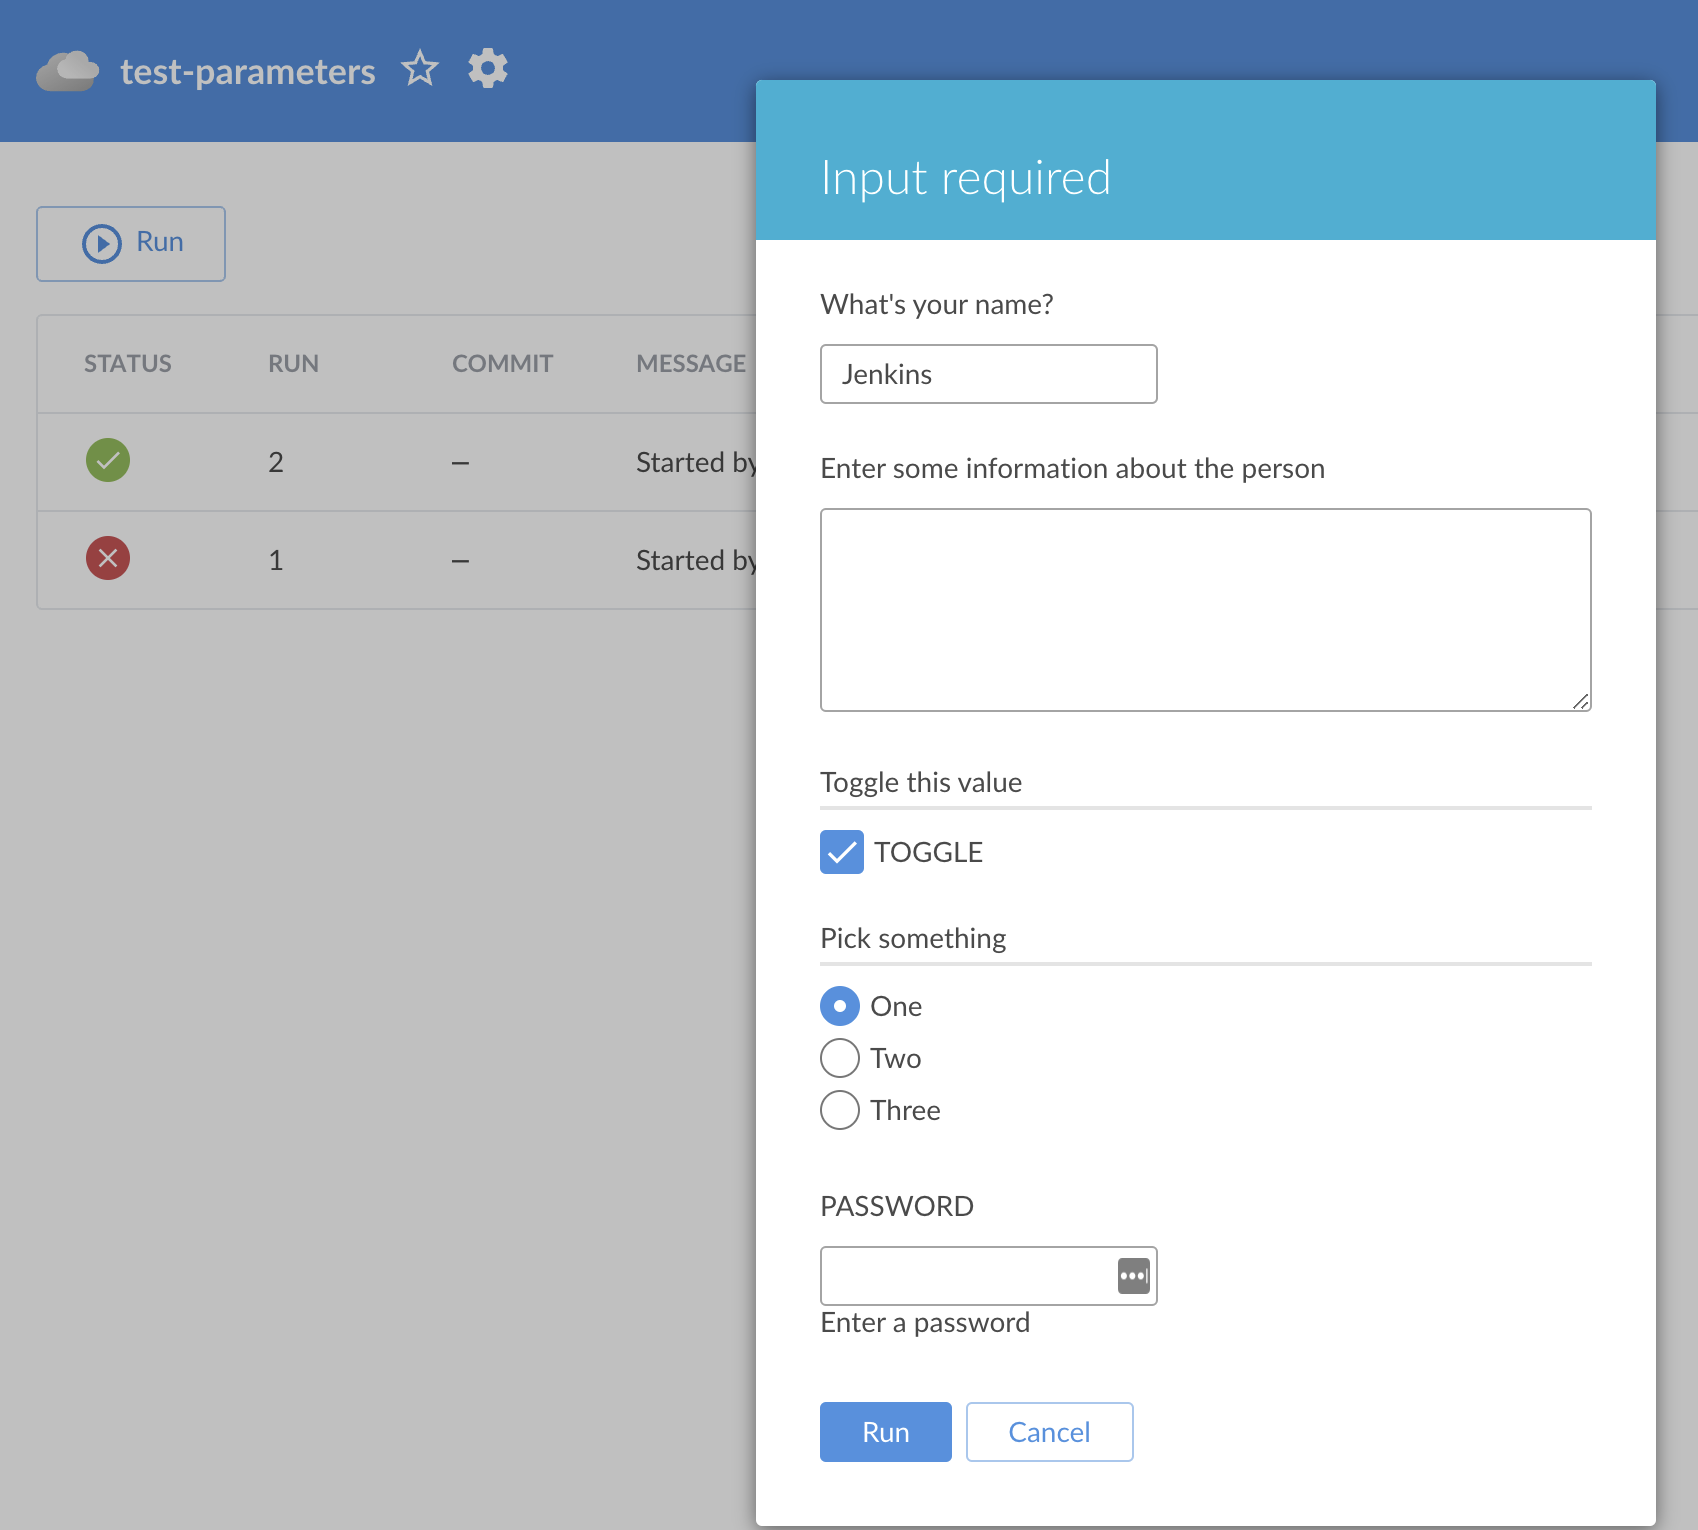 test-parameters
Run
STATUS RUN COMMIT MESSAGE
2 – Started by
1 – Started by
Input required
What's your name?
Jenkins
Enter some information about the person
Toggle this value
TOGGLE
Pick something
One
Two
Three
PASSWORD
Enter a password
Run Cancel